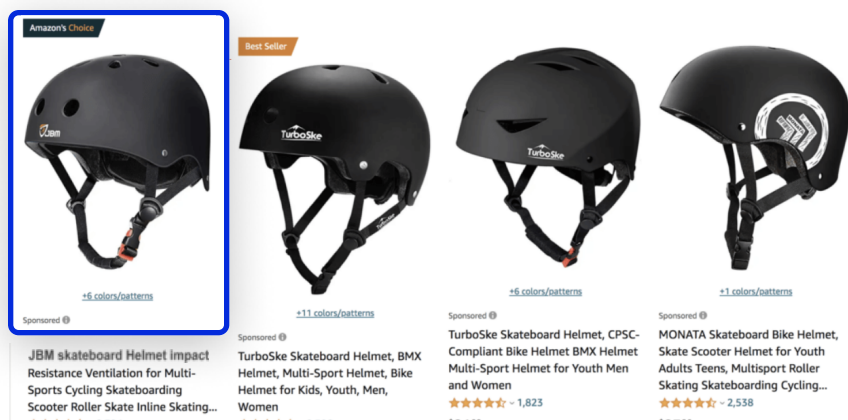 Amazon's Choice
JBM
+6 colors/patterns
Sponsored
JBM skateboard Helmet impact
Resistance Ventilation for Multi-
Sports Cycling Skateboarding
Scooter Roller Skate Inline Skating...
Best Seller
TurboSke
TurboSke
+11 colors/patterns
Sponsored
TurboSke Skateboard Helmet, BMX
Helmet, Multi-Sport Helmet, Bike
Helmet for Kids, Youth, Men,
Women
TurboSke
+6 colors/patterns
Sponsored
TurboSke Skateboard Helmet, CPSC-
Compliant Bike Helmet BMX Helmet
Multi-Sport Helmet for Youth Men
and Women
1,823
+1 colors/patterns
Sponsored
MONATA Skateboard Bike Helmet,
Skate Scooter Helmet for Youth
Adults Teens, Multisport Roller
Skating Skateboarding Cycling...
2,538